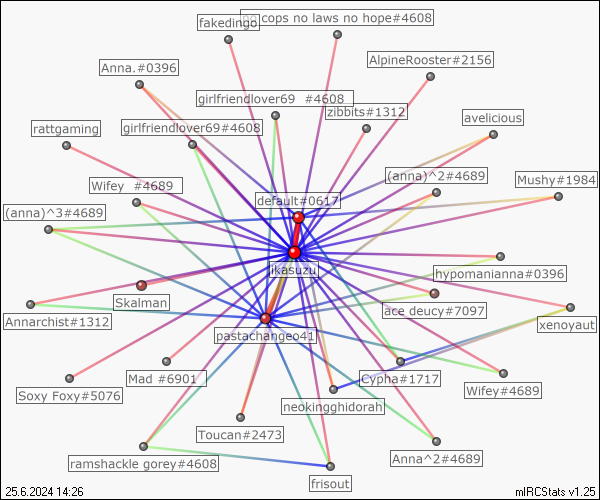 fakedingo
cops no laws no hope#4608
AlpineRooster#2156
Anna.#0396
girlfriendlover69 #4608
zibbits#1312
avelicious
rattgaming
girlfriendlover69#4608
(anna)^2#4689
Mushy#1984
Wifey #4689
default#0617
(anna)^3#4689
ikasuzu
hypomanianna#0396
Skalman
Annarchist#1312
ace deucy#7097
xenoyaut
pastachangeo41
Mad #6901
Cypha#1717
Soxy Foxy#5076
neokingghidorah
Wifey#4689
Toucan#2473
ramshackle gorey#4608
Anna^2#4689
frisout
25.6.2024 14:26
mIRCStats v1.25